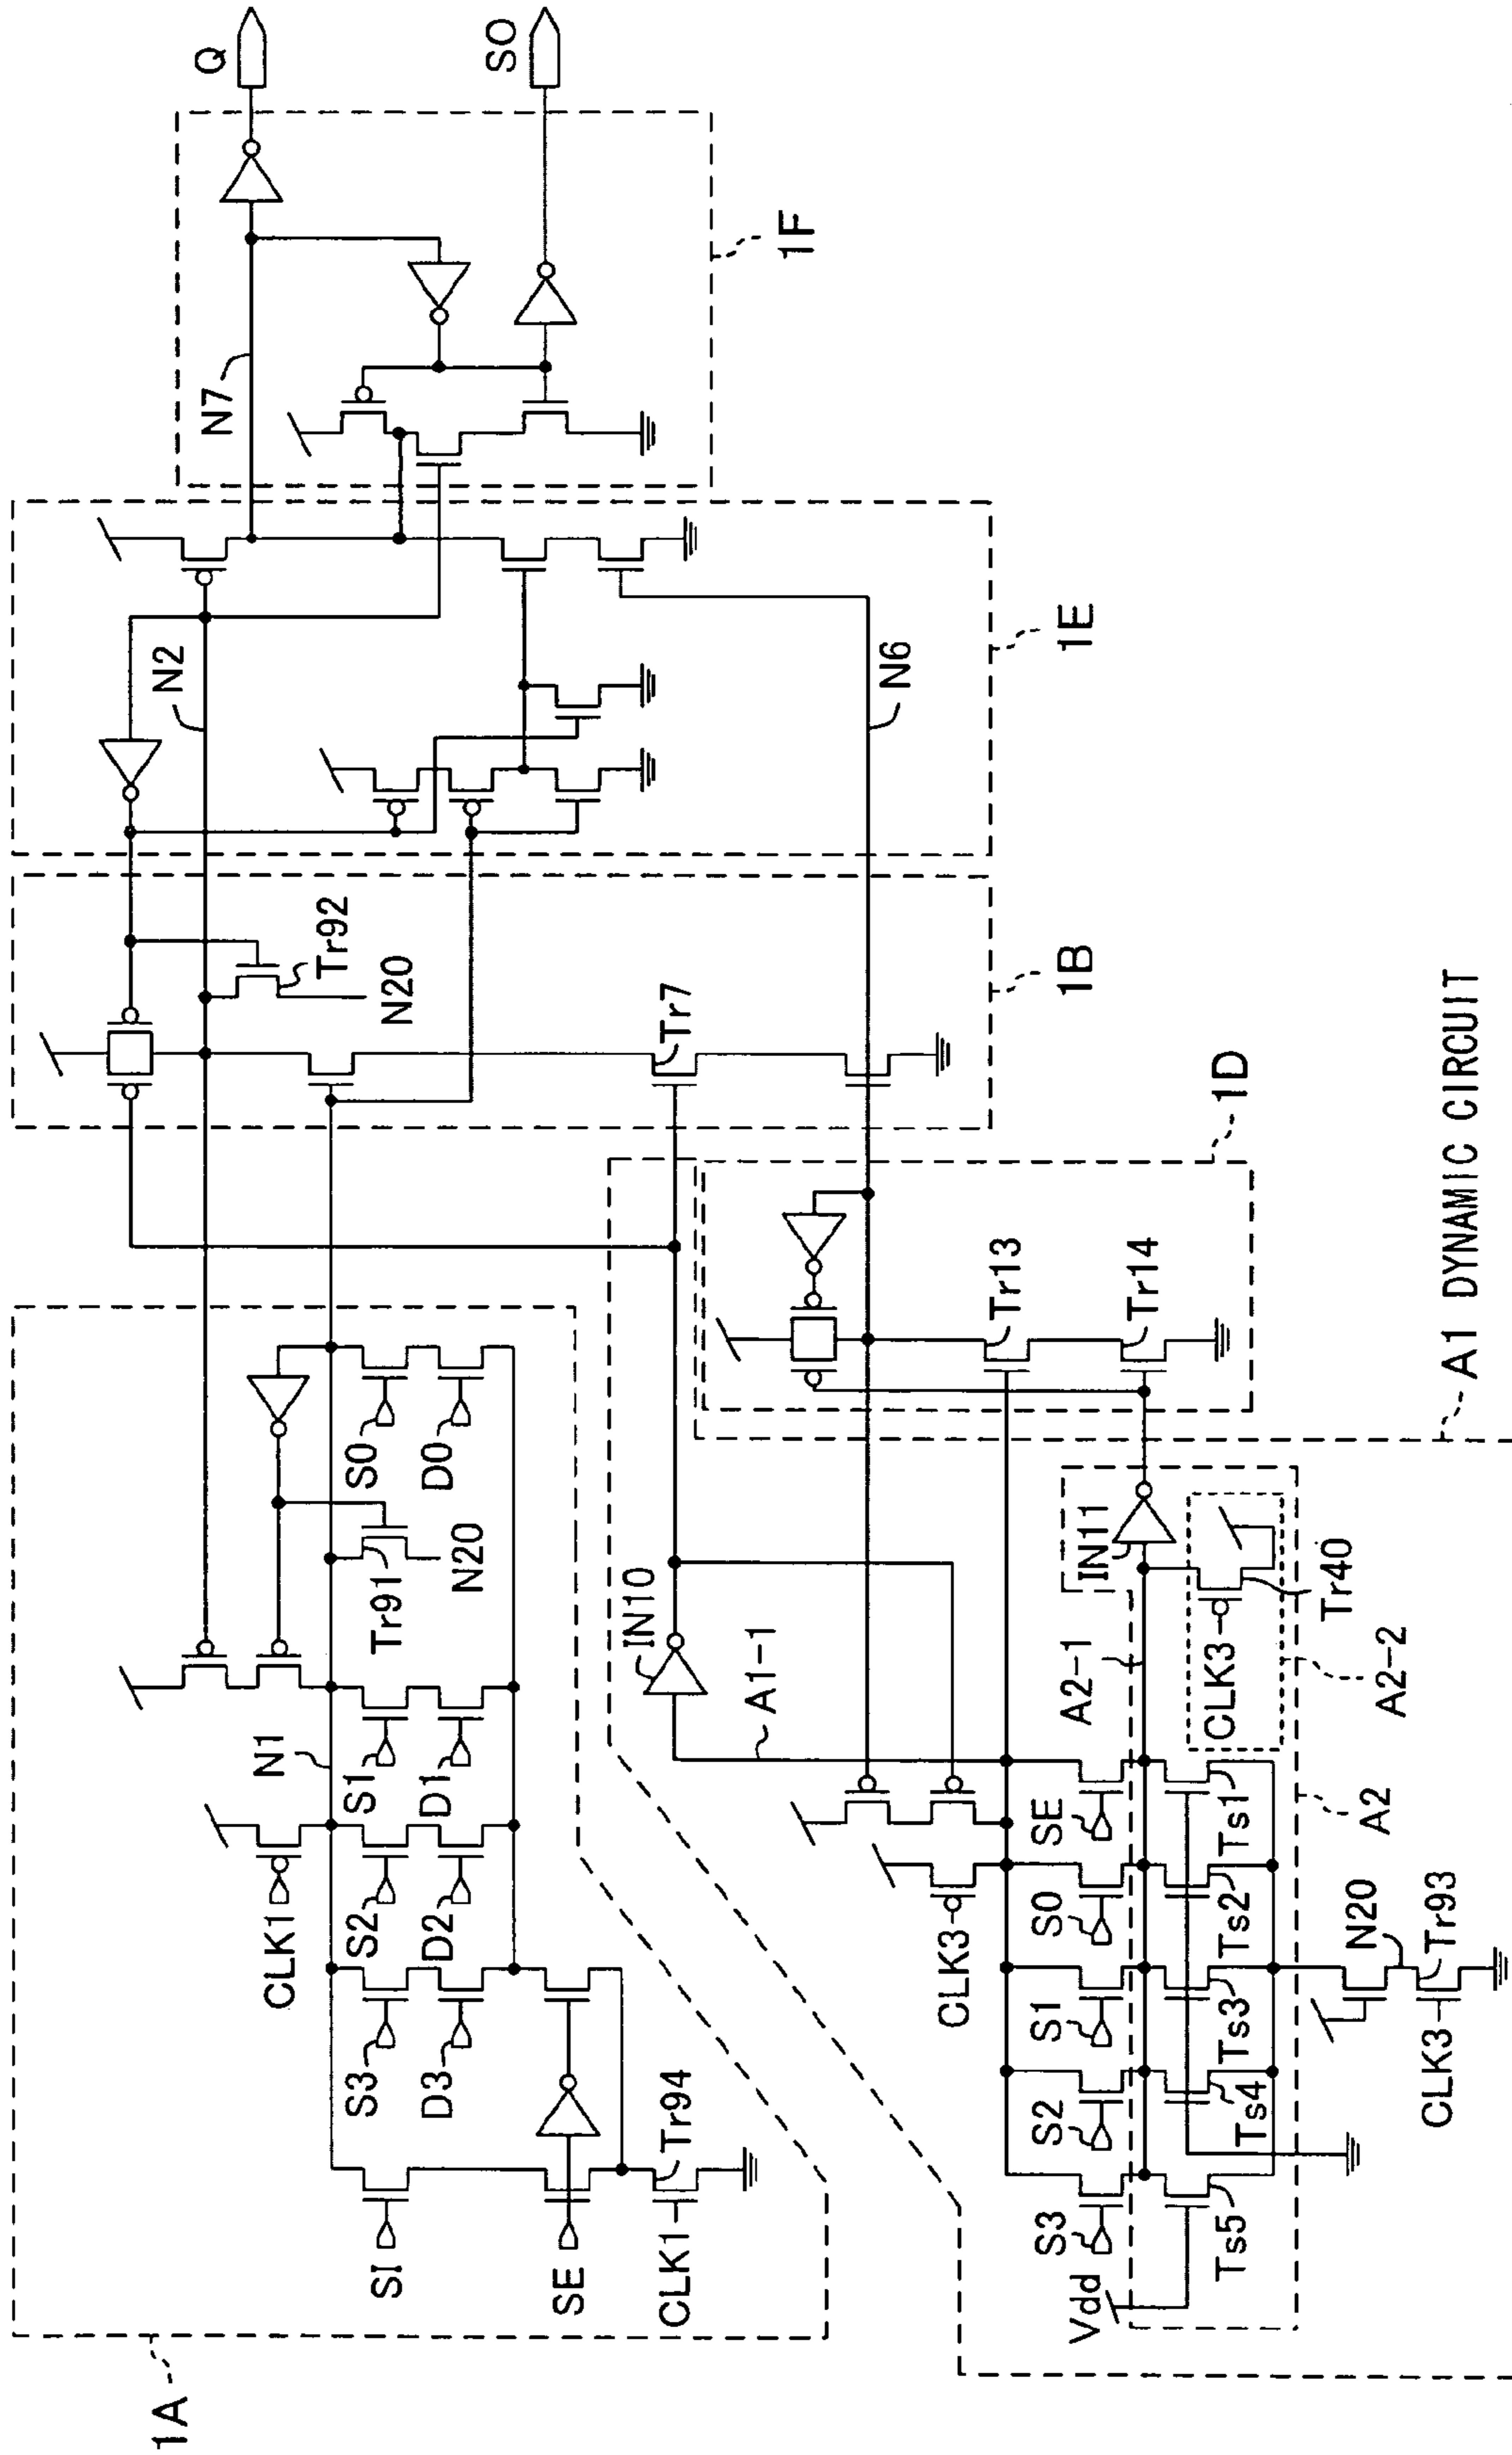 1A
SI
SE
CLK1
Tr94
S3
D3
S2
D2
CLK1
N1
S1
D1
Tr91
N20
S0
D0
N2
Tr92
N20
Tr7
1B
1E
N6
N7
1F
Q
SO
IN10
A1-1
CLK3
S3
S2
S1
S0
SE
Vdd
Ts5
Ts4
Ts3
Ts2
Ts1
N20
Tr93
CLK3
A2
A2-1
A2-2
CLK3
Tr40
IN11
Tr13
Tr14
1D
A1 DYNAMIC CIRCUIT